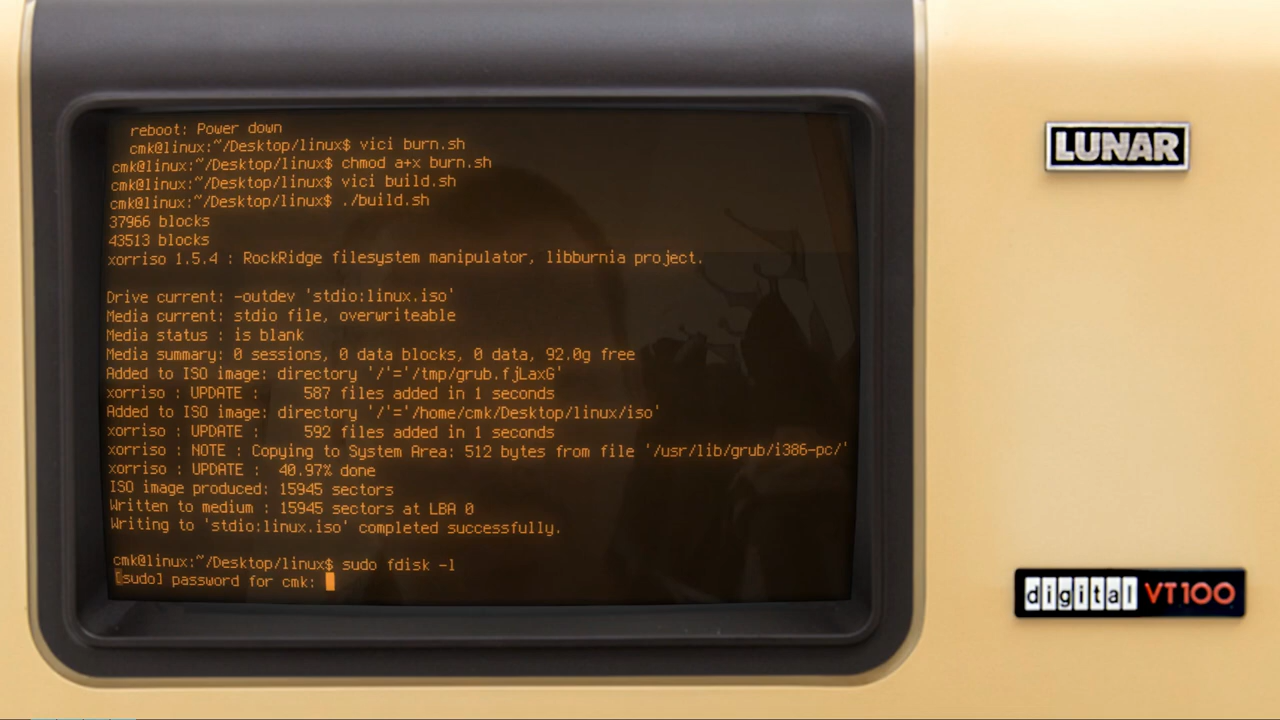 reboot: Power down
cmk@linux:~/Desktop/linux$ vici burn.sh
cmk@linux:~/Desktop/linux$ chmod a+x burn.sh
cmk@linux:~/Desktop/linux$ vici build.sh
cmk@linux:~/Desktop/linux$ ./build.sh
37966 blocks
43513 blocks
xorriso 1.5.4 : RockRidge filesystem manipulator, libburnia project.
Drive current: -outdev 'stdio:linux.iso'
Media current: stdio file, overwriteable
Media status : is blank
Media summary: 0 sessions, 0 data blocks, 0 data, 92.0g free
Added to ISO image: directory '/'='/tmp/grub.fjLaxG'
xorriso : UPDATE :     587 files added in 1 seconds
Added to ISO image: directory '/'='/home/cmk/Desktop/linux/iso'
xorriso : UPDATE :     592 files added in 1 seconds
xorriso : NOTE : Copying to System Area: 512 bytes from file '/usr/lib/grub/i386-pc/'
xorriso : UPDATE :  40.97% done
ISO image produced: 15945 sectors
Written to medium : 15945 sectors at LBA 0
Writing to 'stdio:linux.iso' completed successfully.
cmk@linux:~/Desktop/linux$ sudo fdisk -l
[sudo] password for cmk:
LUNAR
digital VT100